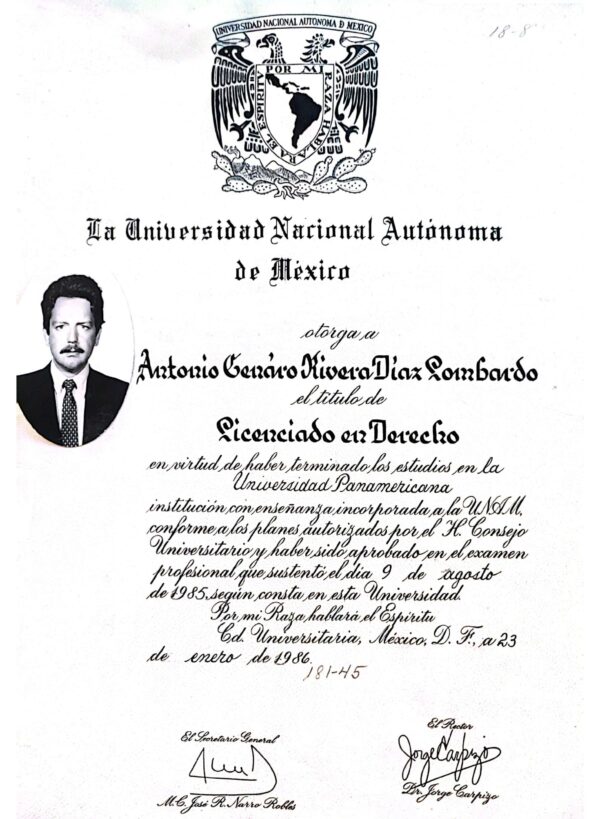 18-8
UNIVERSIDAD NACIONAL AUTONOMA D MEXICO
POR MI RAZA HABLARA EL ESPIRITU
La Universidad Nacional Autónoma
de México
otorga a
Antonio Genáro Rivera Díaz Lombardo
el título de
Licenciado en Derecho
en virtud de haber terminado los estudios en la
Universidad Panamericana
institución con enseñanza incorporada a la UNAM,
conforme a los planes autorizados por el H. Consejo
Universitario y haber sido aprobado en el examen
profesional que sustentó el día 9 de agosto
de 1985 según consta en esta Universidad.
Por mi Raza hablará el Espíritu
Cd. Universitaria, México, D. F., a 23
de enero de 1986.
181-45
El Secretario General
M.C. José R. Narro Robles
El Rector
Jorge Carpizo
Dr. Jorge Carpizo